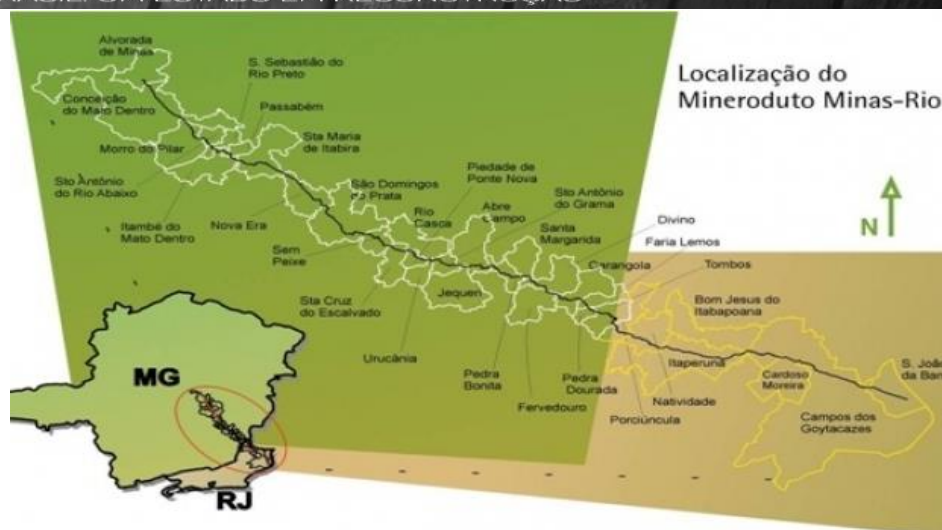 Localização do
Mineroduto Minas-Rio
N
Alvorada
de Minas
S. Sebastião do
Rio Preto
Conceição
do Mato Dentro
Passabém
Morro do Pilar
Sta Maria
de Itabira
Sto Antônio
do Rio Abaixo
Itambé do
Mato Dentro
Nova Era
São Domingos
do Prata
Piedade de
Ponte Nova
Rio
Casca
Abre
Campo
Sto Antônio
do Grama
Sem
Peixe
Santa
Margarida
Divino
Faria Lemos
Carangola
Tombos
Sta Cruz
do Escalvado
Jequeri
Urucânia
Pedra
Bonita
Fervedouro
Pedra
Dourada
Bom Jesus do
Itabapoana
Itaperuna
Natividade
Porciúncula
Cardoso
Moreira
Campos dos
Goytacazes
S. João
da Bar
MG
RJ